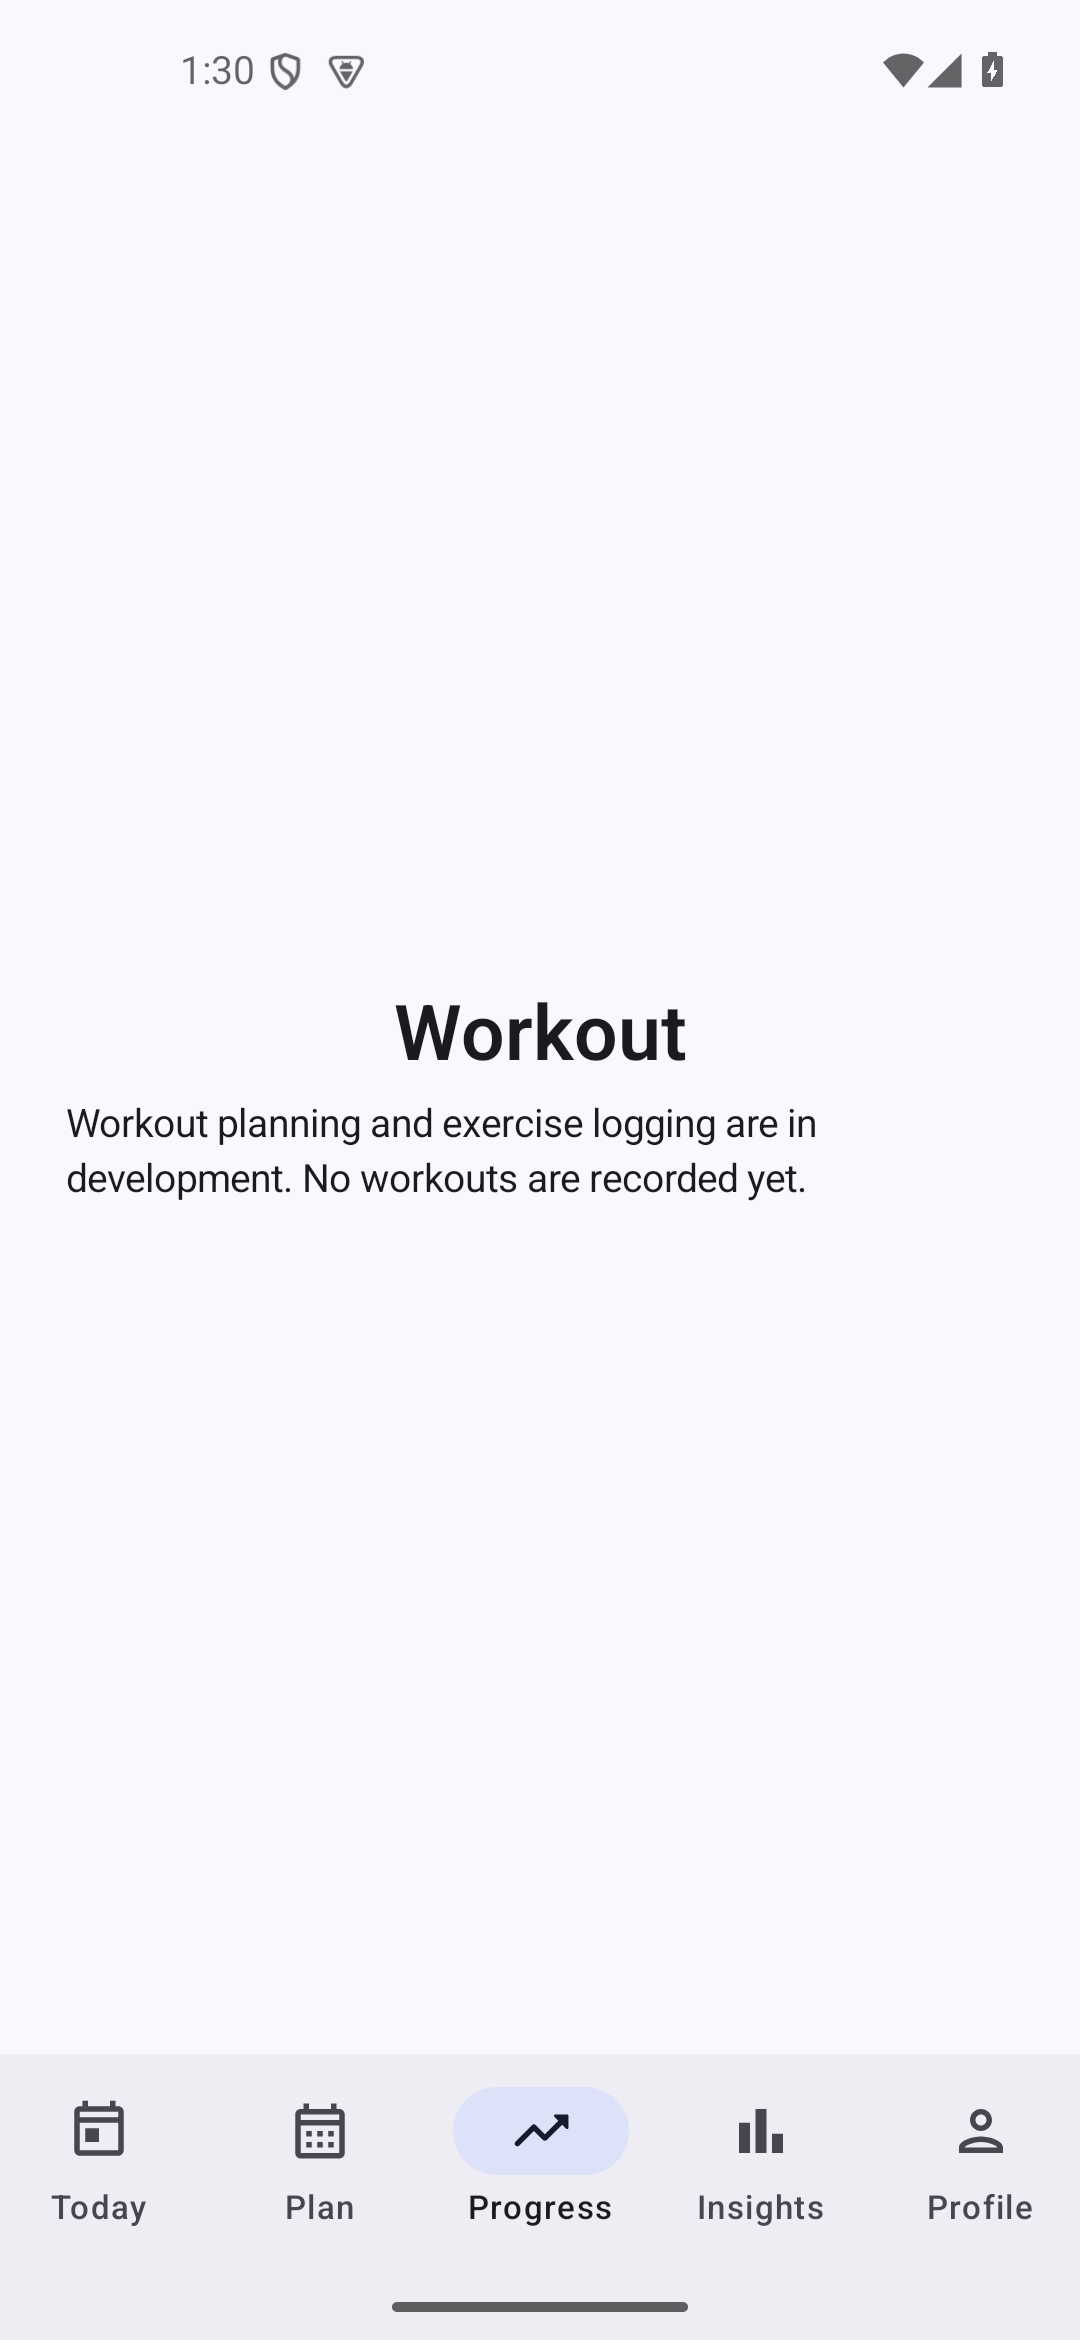 1:30
Workout
Workout planning and exercise logging are in
development. No workouts are recorded yet.
Today
Plan
Progress
Insights
Profile